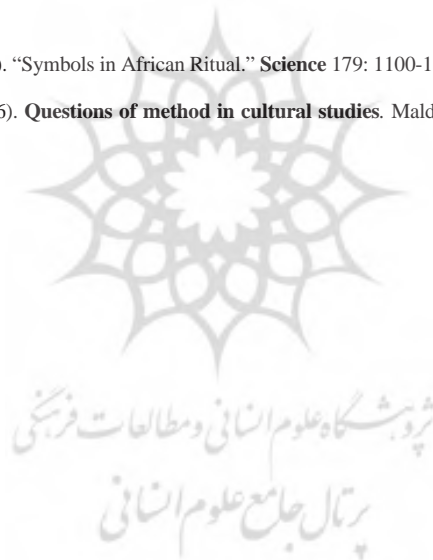 ). “Symbols in African Ritual.” Science 179: 1100-1
6). Questions of method in cultural studies. Mald
پژوهشگاه علوم انسانی و مطالعات فرهنگی
پرتال جامع علوم انسانی